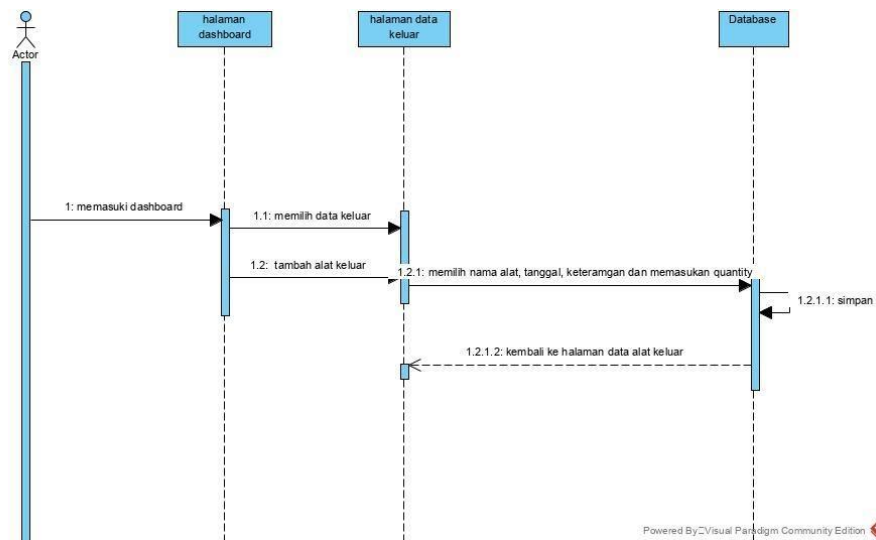 Actor
halaman
dashboard
halaman data
keluar
Database
1: memasuki dashboard
1.1: memilih data keluar
1.2: tambah alat keluar
1.2.1: memilih nama alat, tanggal, keteramgan dan memasukan quantity
1.2.1.1: simpan
1.2.1.2: kembali ke halaman data alat keluar
Powered By Visual Paradigm Community Edition